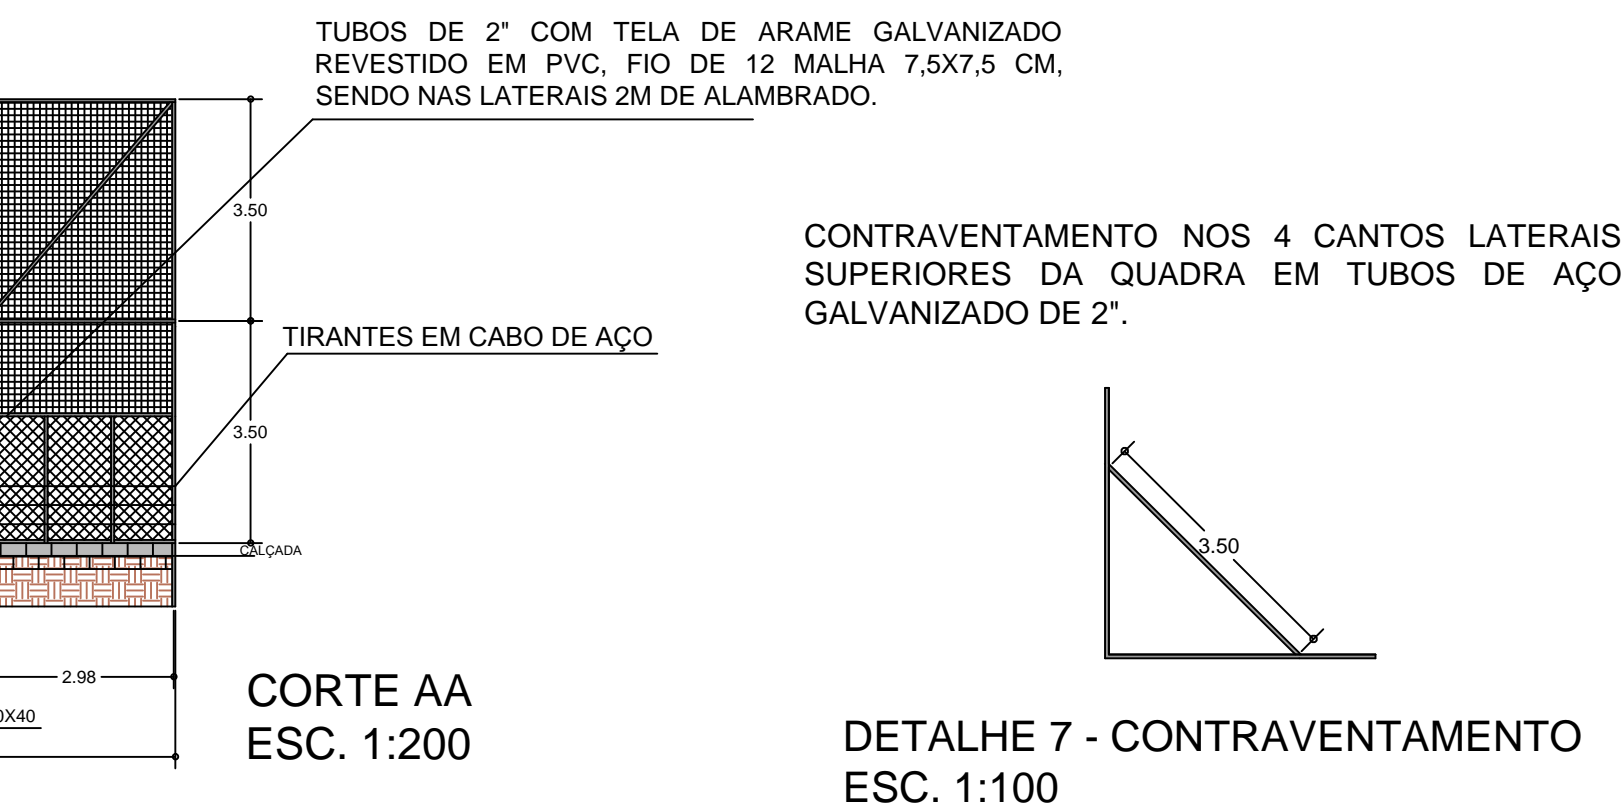 TUBOS DE 2" COM TELA DE ARAME GALVANIZADO
REVESTIDO EM PVC, FIO DE 12 MALHA 7,5X7,5 CM,
SENDO NAS LATERAIS 2M DE ALAMBRADO.
3.50
CONTRAVENTAMENTO NOS 4 CANTOS LATERAIS
SUPERIORES DA QUADRA EM TUBOS DE AÇO
GALVANIZADO DE 2".
TIRANTES EM CABO DE AÇO
3.50
CALÇADA
3.50
2.98
0X40
CORTE AA
ESC. 1:200
DETALHE 7 - CONTRAVENTAMENTO
ESC. 1:100